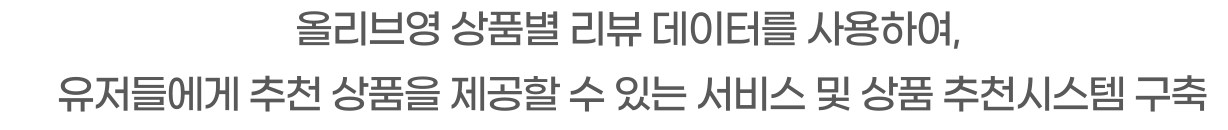 올리브영 상품별 리뷰 데이터를 사용하여,
유저들에게 추천 상품을 제공할 수 있는 서비스 및 상품 추천시스템 구축